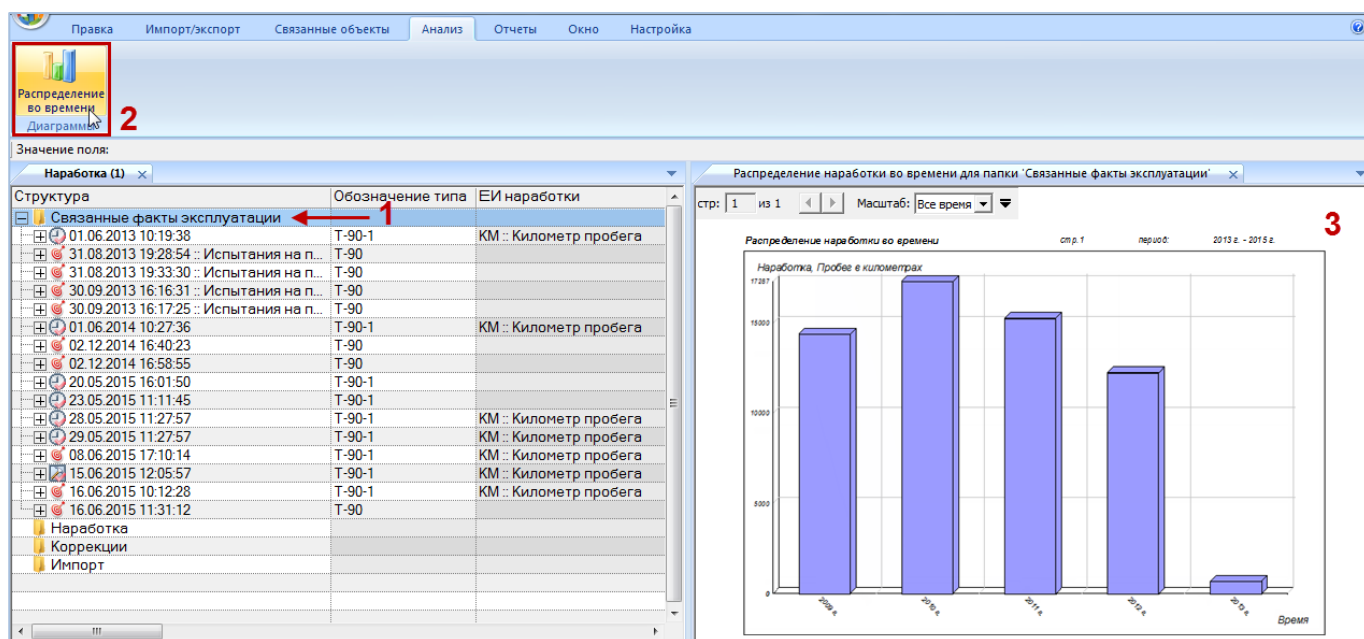 Правка Импорт/экспорт Связанные объекты Анализ Отчеты Окно Настройка
Распределение
во времени
Диаграммы
2
Значение поля:
Наработка (1)
Структура Обозначение типа ЕИ наработки
Связанные факты эксплуатации
1
01.06.2013 10:19:38 Т-90-1 КМ :: Километр пробега
31.08.2013 19:28:54 :: Испытания на п... Т-90
31.08.2013 19:33:30 :: Испытания на п... Т-90
30.09.2013 16:16:31 :: Испытания на п... Т-90
30.09.2013 16:17:25 :: Испытания на п... Т-90
01.06.2014 10:27:36 Т-90-1 КМ :: Километр пробега
02.12.2014 16:40:23 Т-90
02.12.2014 16:58:55 Т-90
20.05.2015 16:01:50 Т-90-1
23.05.2015 11:11:45 Т-90-1
28.05.2015 11:27:57 Т-90-1 КМ :: Километр пробега
29.05.2015 11:27:57 Т-90-1 КМ :: Километр пробега
08.06.2015 17:10:14 Т-90-1 КМ :: Километр пробега
15.06.2015 12:05:57 Т-90-1 КМ :: Километр пробега
16.06.2015 10:12:28 Т-90-1 КМ :: Километр пробега
16.06.2015 11:31:12 Т-90
Наработка
Коррекции
Импорт
Распределение наработки во времени для папки 'Связанные факты эксплуатации'
стр: 1 из 1 Масштаб: Все время
3
Распределение наработки во времени стр.1 период: 2013 г. - 2015 г.
Наработка, Пробег в километрах
17287
15000
10000
5000
0
2009 г. 2010 г. 2011 г. 2012 г. 2013 г.
Время